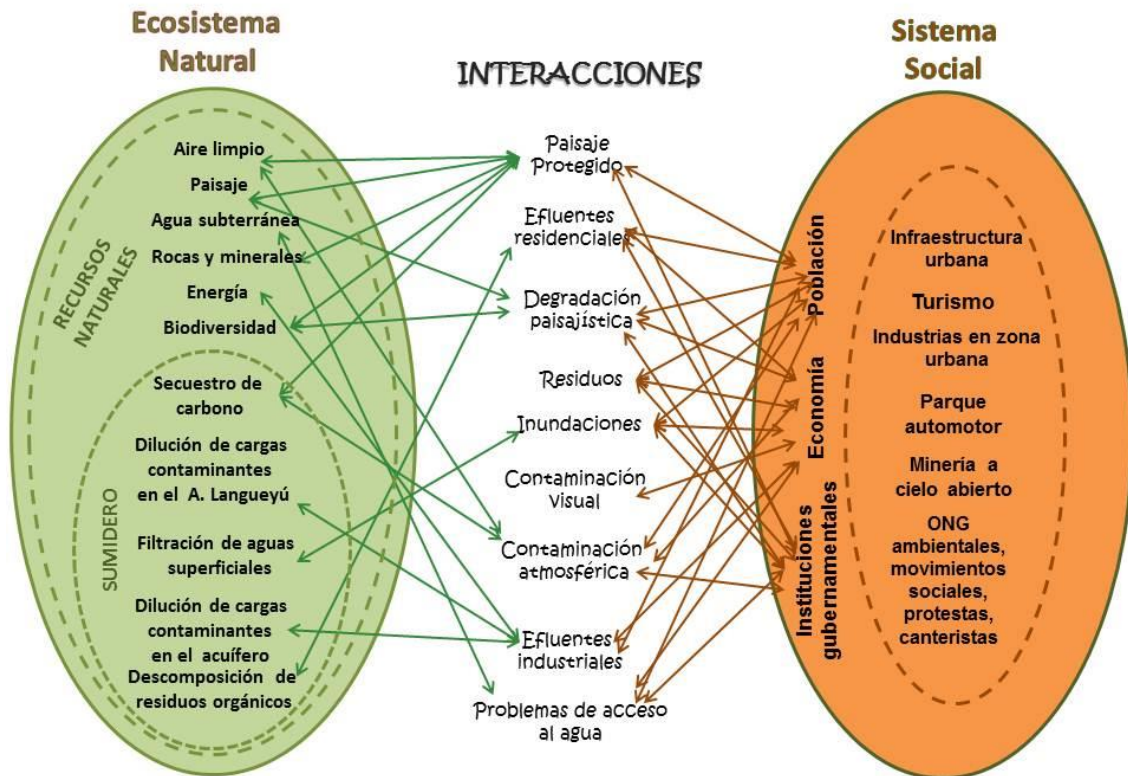 Ecosistema
Natural
RECURSOS
NATURALES
Aire limpio
Paisaje
Agua subterránea
Rocas y minerales
Energía
Biodiversidad
SUMIDERO
Secuestro de
carbono
Dilución de cargas
contaminantes
en el A. Langueyú
Filtración de aguas
superficiales
Dilución de cargas
contaminantes
en el acuífero
Descomposición de
residuos orgánicos
INTERACCIONES
Paisaje
Protegido
Efluentes
residenciales
Degradación
paisajística
Residuos
Inundaciones
Contaminación
visual
Contaminación
atmosférica
Efluentes
industriales
Problemas de acceso
al agua
Sistema
Social
Población
Economía
Instituciones
gubernamentales
Infraestructura
urbana
Turismo
Industrias en zona
urbana
Parque
automotor
Minería a
cielo abierto
ONG
ambientales,
movimientos
sociales,
protestas,
canteristas